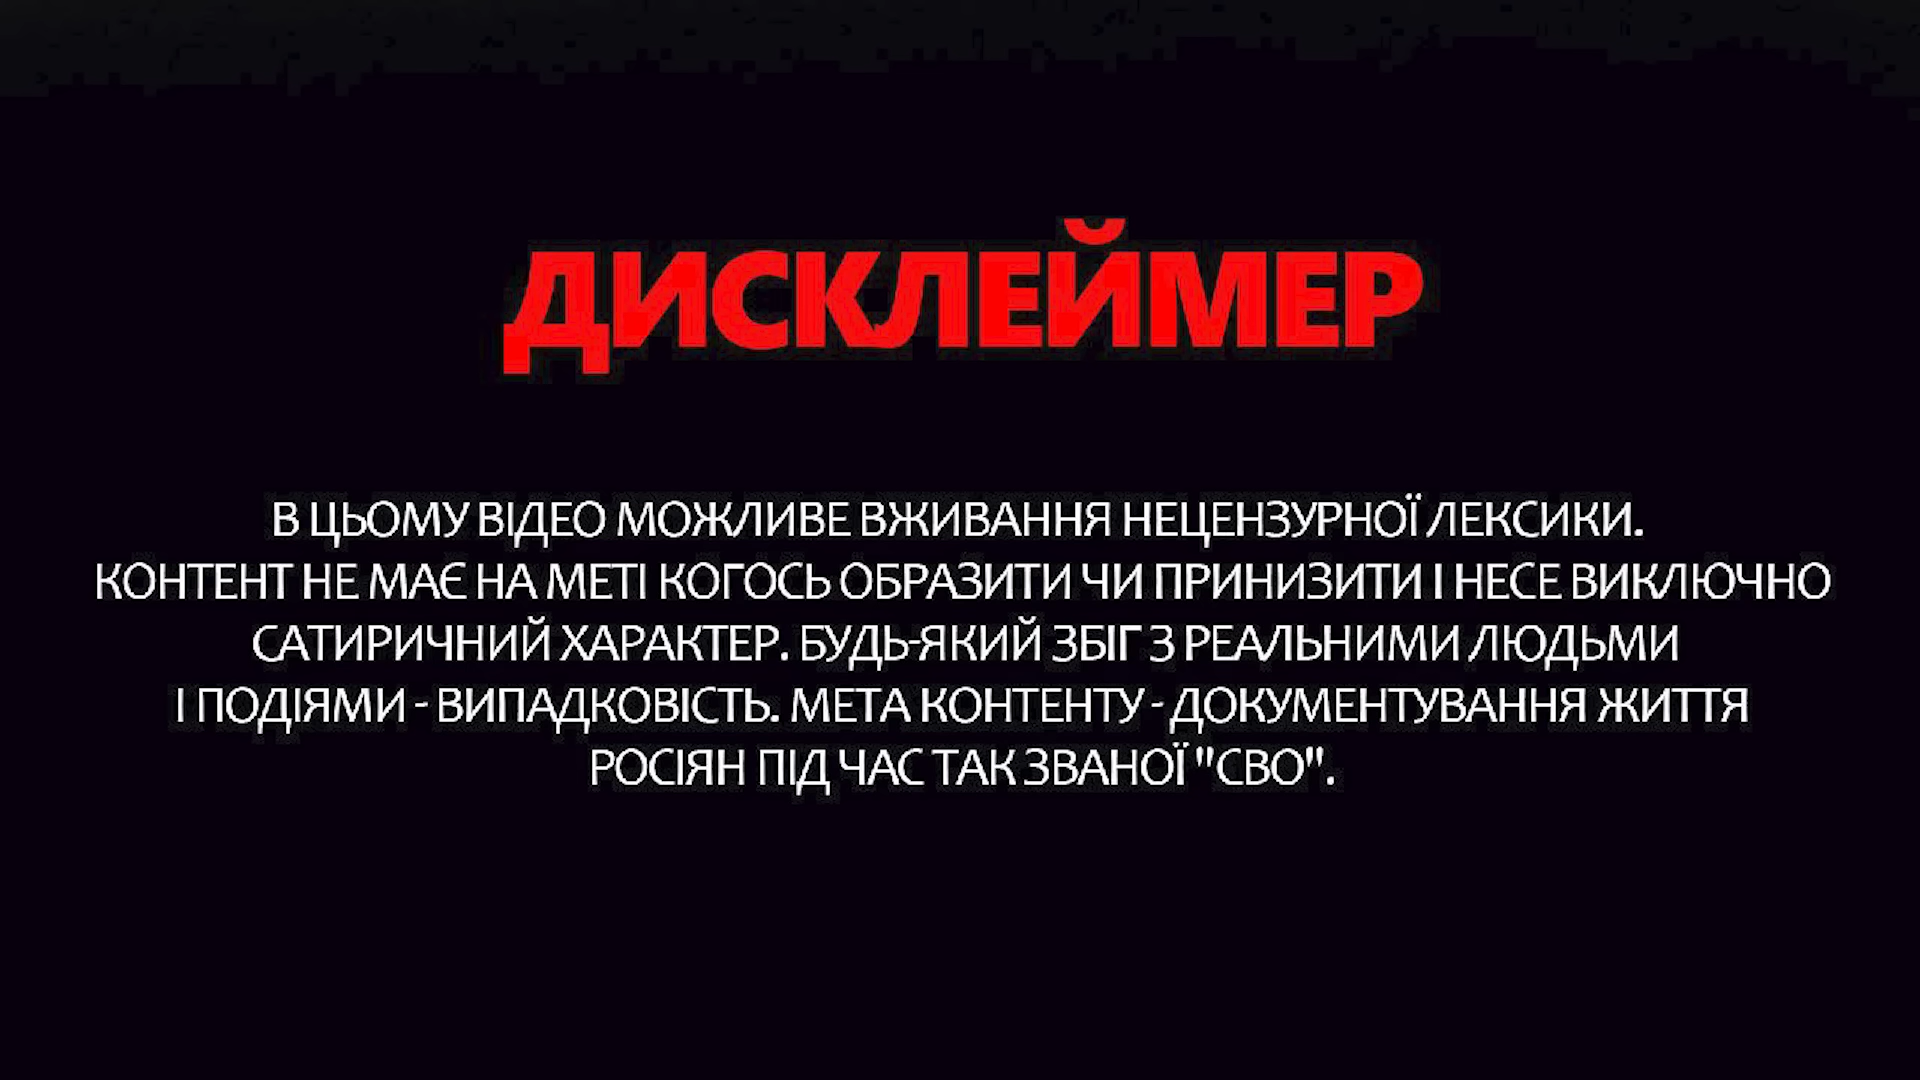 ДИСКЛЕЙМЕР
В ЦЬОМУ ВІДЕО МОЖЛИВЕ ВЖИВАННЯ НЕЦЕНЗУРНОЇ ЛЕКСИКИ.
КОНТЕНТ НЕ МАЄ НА МЕТІ КОГОСЬ ОБРАЗИТИ ЧИ ПРИНИЗИТИ І НЕСЕ ВИКЛЮЧНО
САТИРИЧНИЙ ХАРАКТЕР. БУДЬ-ЯКИЙ ЗБІГ З РЕАЛЬНИМИ ЛЮДЬМИ
І ПОДІЯМИ - ВИПАДКОВІСТЬ. МЕТА КОНТЕНТУ - ДОКУМЕНТУВАННЯ ЖИТТЯ
РОСІЯН ПІД ЧАС ТАК ЗВАНОЇ "СВО".